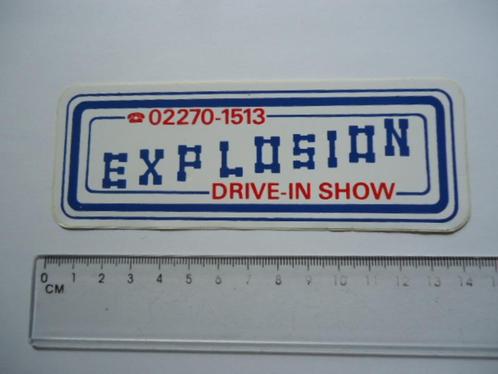 ☎ 02270-1513
EXPLOSION
DRIVE-IN SHOW
0 1 2 3 4 5 6 7 8 9 10 11 12 13 14
CM